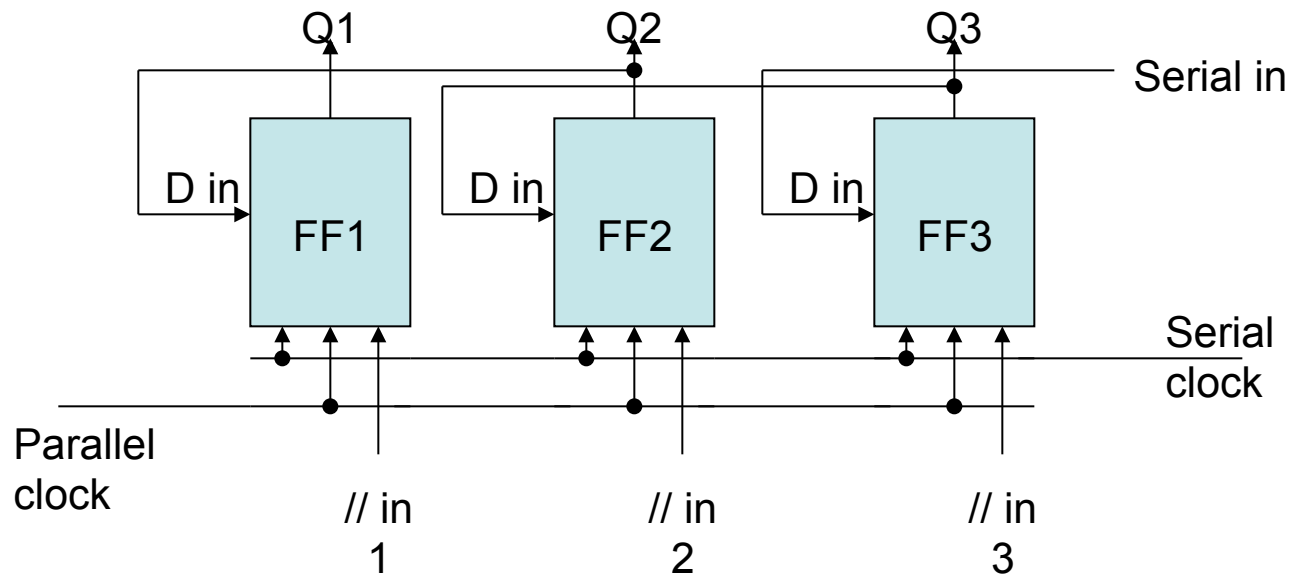 Q1
Q2
Q3
Serial in
D in
D in
D in
FF1
FF2
FF3
Serial
clock
Parallel
clock
// in
1
// in
2
// in
3